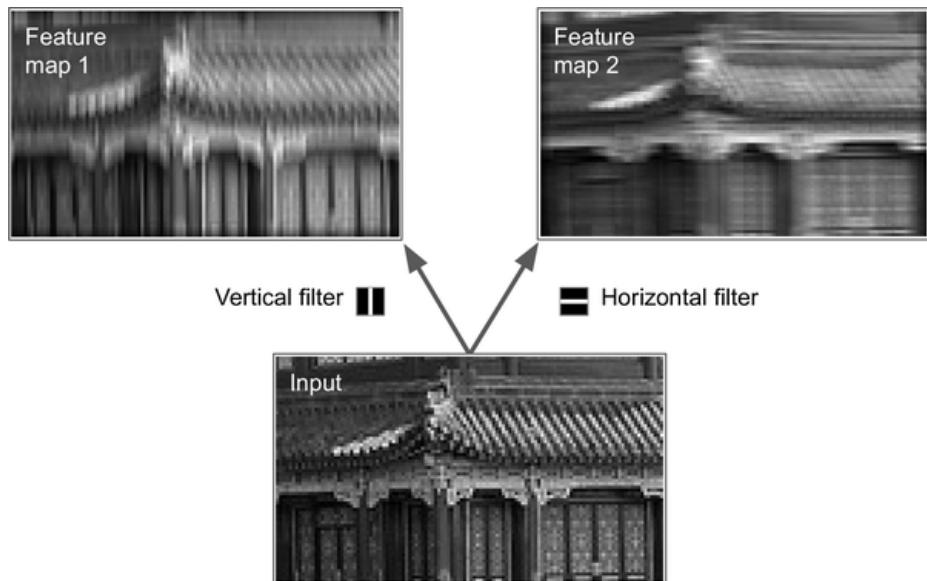 Feature
map 1
Feature
map 2
Vertical filter
Horizontal filter
Input